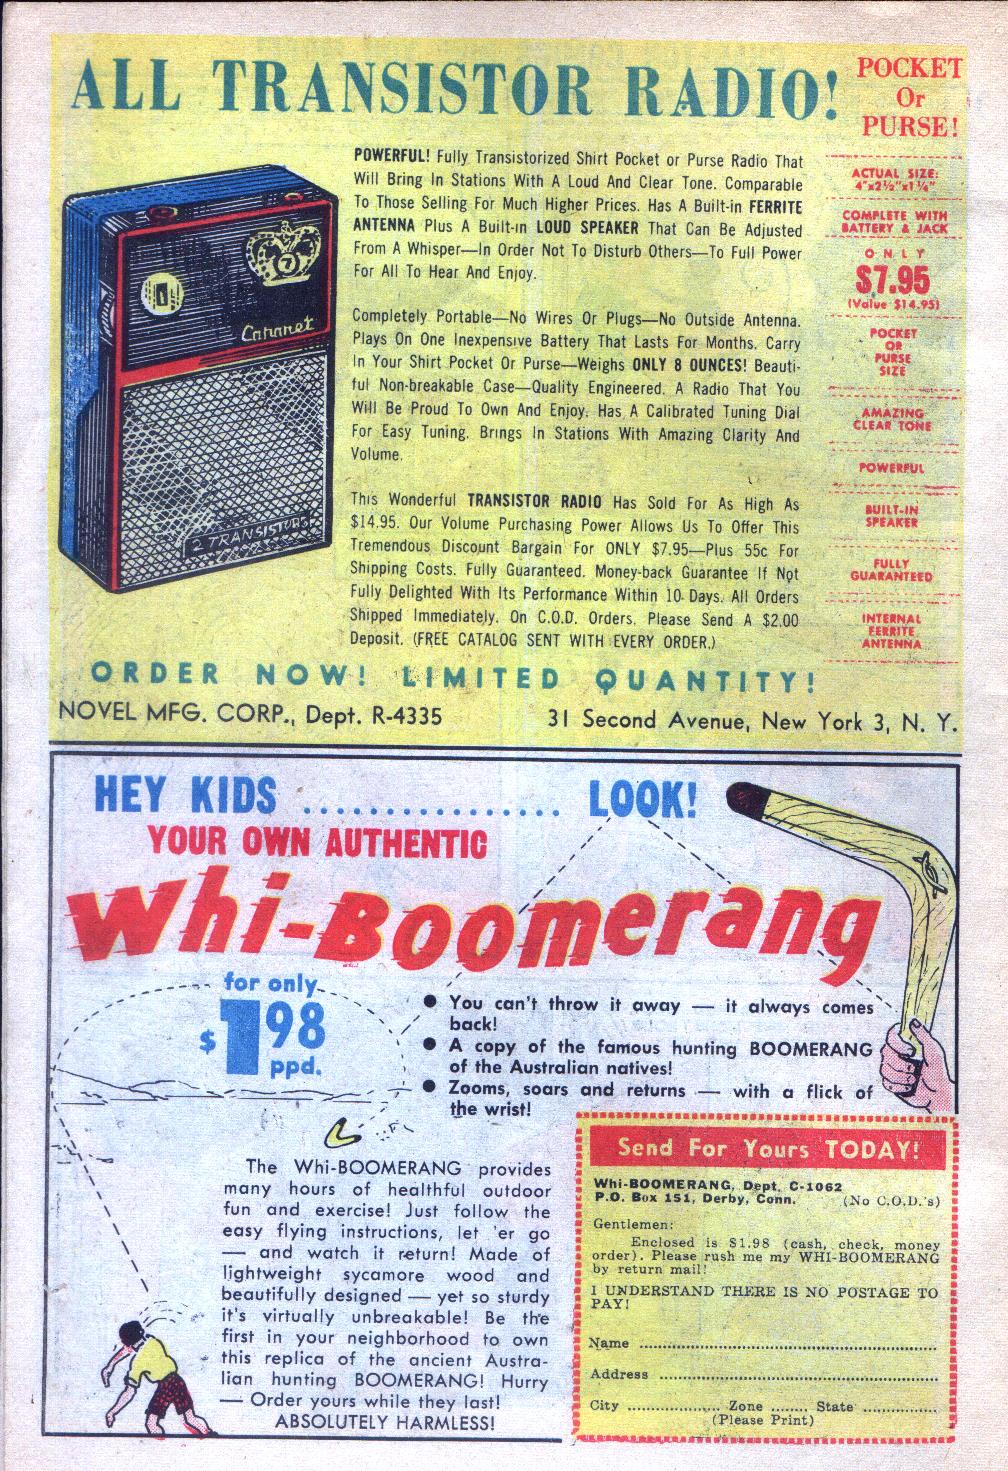 ALL TRANSISTOR RADIO!
POCKET
Or
PURSE!
POWERFUL! Fully Transistorized Shirt Pocket or Purse Radio That
Will Bring In Stations With A Loud And Clear Tone. Comparable
To Those Selling For Much Higher Prices. Has A Built-in FERRITE
ANTENNA Plus A Built-in LOUD SPEAKER That Can Be Adjusted
From A Whisper—In Order Not To Disturb Others—To Full Power
For All To Hear And Enjoy.
Completely Portable—No Wires Or Plugs—No Outside Antenna.
Plays On One Inexpensive Battery That Lasts For Months. Carry
In Your Shirt Pocket Or Purse—Weighs ONLY 8 OUNCES! Beauti-
ful Non-breakable Case—Quality Engineered. A Radio That You
Will Be Proud To Own And Enjoy. Has A Calibrated Tuning Dial
For Easy Tuning. Brings In Stations With Amazing Clarity And
Volume.
This Wonderful TRANSISTOR RADIO Has Sold For As High As
$14.95. Our Volume Purchasing Power Allows Us To Offer This
Tremendous Discount Bargain For ONLY $7.95—Plus 55c For
Shipping Costs. Fully Guaranteed. Money-back Guarantee If Not
Fully Delighted With Its Performance Within 10 Days. All Orders
Shipped Immediately. On C.O.D. Orders. Please Send A $2.00
Deposit. (FREE CATALOG SENT WITH EVERY ORDER.)
7
Coronet
2 TRANSISTORS
ACTUAL SIZE:
4"x2½"x1¼"
COMPLETE WITH
BATTERY & JACK
ONLY
$7.95
(Value $14.95)
POCKET
OR
PURSE
SIZE
AMAZING
CLEAR TONE
POWERFUL
BUILT-IN
SPEAKER
FULLY
GUARANTEED
INTERNAL
FERRITE
ANTENNA
ORDER NOW! LIMITED QUANTITY!
NOVEL MFG. CORP., Dept. R-4335 31 Second Avenue, New York 3, N. Y.
HEY KIDS ................. LOOK!
YOUR OWN AUTHENTIC
Whi-Boomerang
for only
$1.98
ppd.
● You can't throw it away — it always comes
back!
● A copy of the famous hunting BOOMERANG
of the Australian natives!
● Zooms, soars and returns — with a flick of
the wrist!
The Whi-BOOMERANG provides
many hours of healthful outdoor
fun and exercise! Just follow the
easy flying instructions, let 'er go
— and watch it return! Made of
lightweight sycamore wood and
beautifully designed — yet so sturdy
it's virtually unbreakable! Be the
first in your neighborhood to own
this replica of the ancient Austra-
lian hunting BOOMERANG! Hurry
— Order yours while they last!
ABSOLUTELY HARMLESS!
Send For Yours TODAY!
Whi-BOOMERANG, Dept. C-1062
P.O. Box 151, Derby, Conn. (No C.O.D.'s)
Gentlemen:
Enclosed is $1.98 (cash, check, money
order). Please rush me my WHI-BOOMERANG
by return mail!
I UNDERSTAND THERE IS NO POSTAGE TO
PAY!
Name ........................................
Address ........................................
City .................. Zone ....... State ..............
(Please Print)